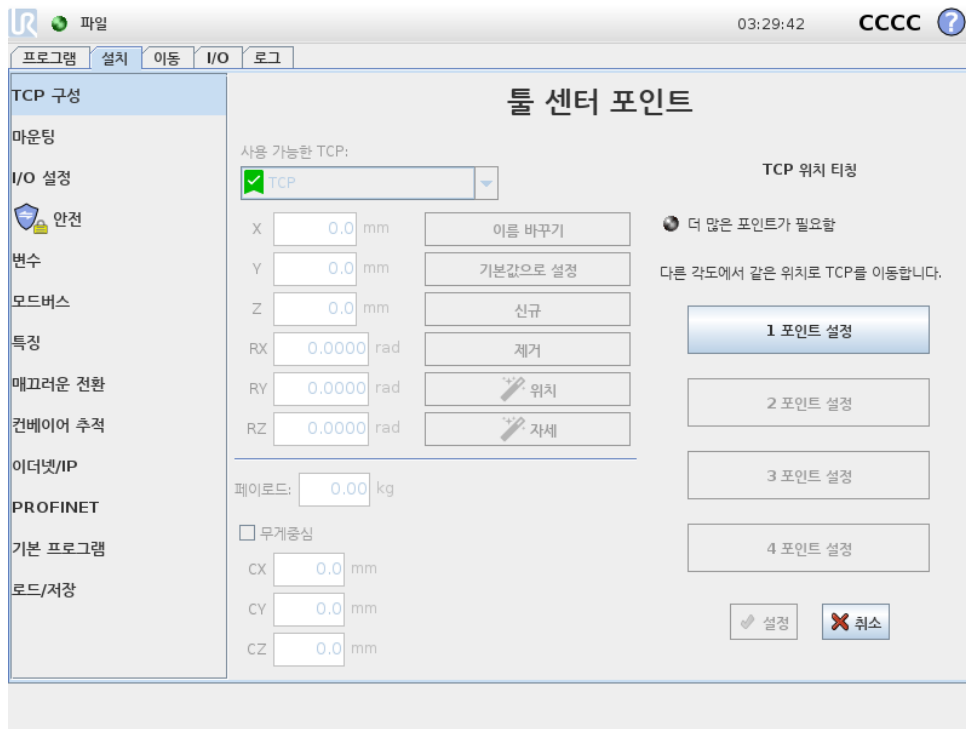 UR 파일 03:29:42 CCCC ?
프로그램 설치 이동 I/O 로그
TCP 구성
마운팅
I/O 설정
안전
변수
모드버스
특징
매끄러운 전환
컨베이어 추적
이더넷/IP
PROFINET
기본 프로그램
로드/저장
툴 센터 포인트
사용 가능한 TCP:
TCP
X 0.0 mm 이름 바꾸기
Y 0.0 mm 기본값으로 설정
Z 0.0 mm 신규
RX 0.0000 rad 제거
RY 0.0000 rad 위치
RZ 0.0000 rad 자세
페이로드: 0.00 kg
무게중심
CX 0.0 mm
CY 0.0 mm
CZ 0.0 mm
TCP 위치 티칭
더 많은 포인트가 필요함
다른 각도에서 같은 위치로 TCP를 이동합니다.
1 포인트 설정
2 포인트 설정
3 포인트 설정
4 포인트 설정
설정 취소